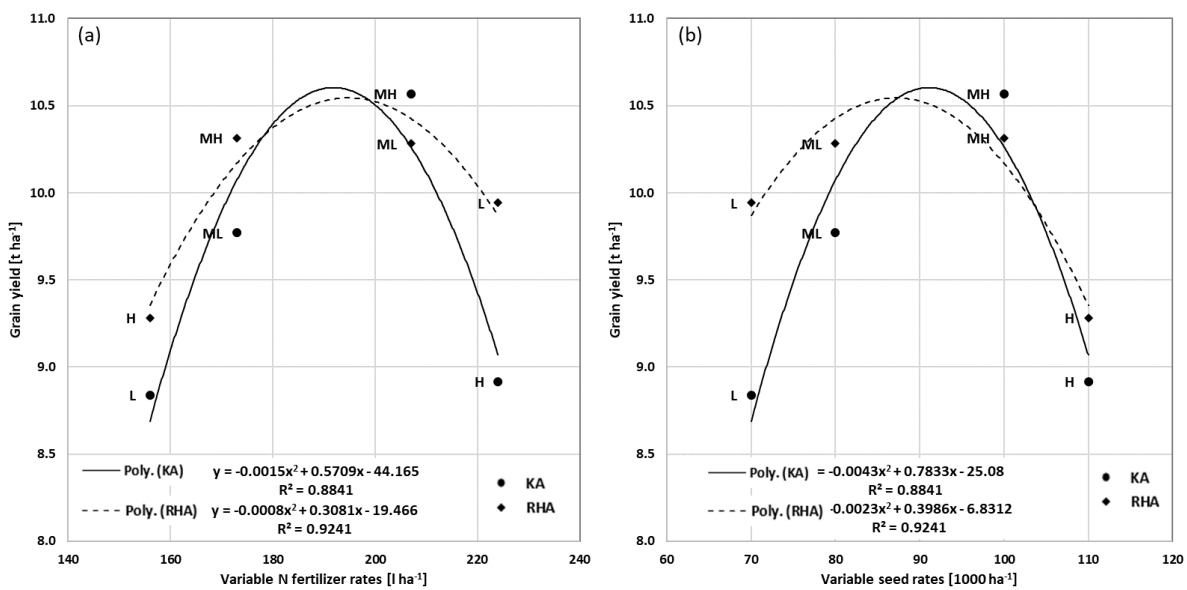 (a)
11.0
10.5
10.0
9.5
9.0
8.5
8.0
Grain yield [t ha-1]
MH
MH
ML
L
ML
H
L
H
Poly. (KA) y = -0.0015x² + 0.5709x - 44.165
R² = 0.8841
KA
Poly. (RHA) y = -0.0008x² + 0.3081x - 19.466
R² = 0.9241
RHA
140 160 180 200 220 240
Variable N fertilizer rates [l ha-1]
(b)
11.0
10.5
10.0
9.5
9.0
8.5
8.0
Grain yield [t ha-1]
MH
MH
ML
L
ML
H
L
H
Poly. (KA) = -0.0043x² + 0.7833x - 25.08
R² = 0.8841
KA
Poly. (RHA) -0.0023x² + 0.3986x - 6.8312
R² = 0.9241
RHA
60 70 80 90 100 110 120
Variable seed rates [1000 ha-1]